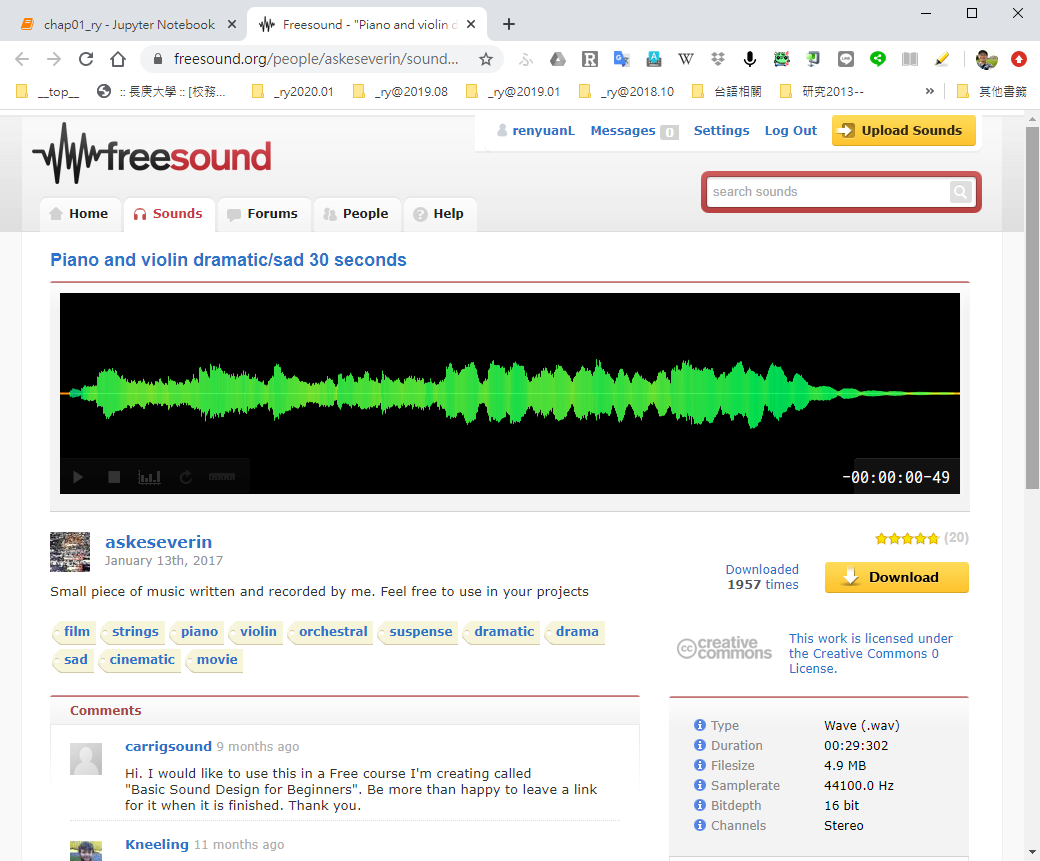 chap01_ry - Jupyter Notebook
Freesound - "Piano and violin d
freesound.org/people/askeseverin/sound...
__top__
:: 長庚大學 :: [校務...
_ry2020.01
_ry@2019.08
_ry@2019.01
_ry@2018.10
台語相關
研究2013--
»
其他書籤
renyuanL
Messages 0
Settings
Log Out
Upload Sounds
freesound
search sounds
Home
Sounds
Forums
People
Help
Piano and violin dramatic/sad 30 seconds
-00:00:00-49
askeseverin
January 13th, 2017
(20)
Downloaded
1957 times
Download
Small piece of music written and recorded by me. Feel free to use in your projects
film strings piano violin orchestral suspense dramatic drama
sad cinematic movie
cc creative commons
This work is licensed under
the Creative Commons 0
License.
Comments
carrigsound 9 months ago
Hi. I would like to use this in a Free course I'm creating called
"Basic Sound Design for Beginners". Be more than happy to leave a link
for it when it is finished. Thank you.
Kneeling 11 months ago
Type Wave (.wav)
Duration 00:29:302
Filesize 4.9 MB
Samplerate 44100.0 Hz
Bitdepth 16 bit
Channels Stereo